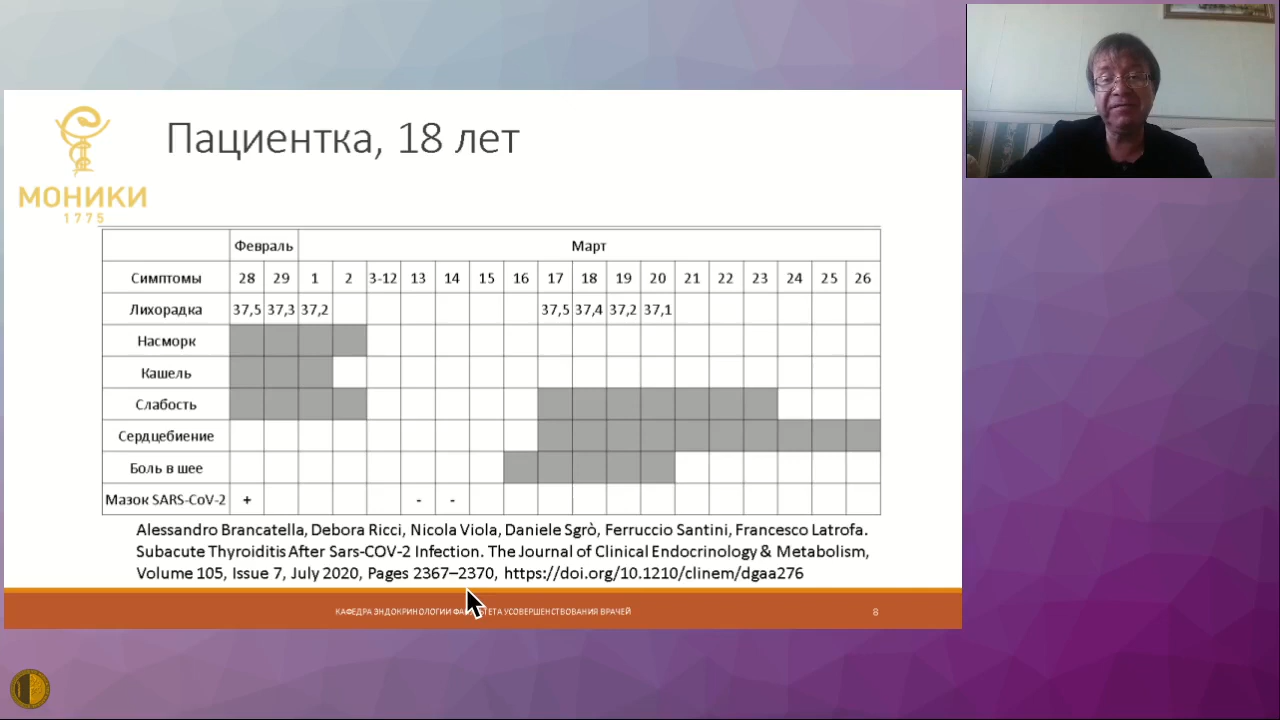 МОНИКИ
1775
Пациентка, 18 лет
Февраль Март
Симптомы 28 29 1 2 3-12 13 14 15 16 17 18 19 20 21 22 23 24 25 26
Лихорадка 37,5 37,3 37,2 37,5 37,4 37,2 37,1
Насморк
Кашель
Слабость
Сердцебиение
Боль в шее
Мазок SARS-CoV-2 + - -
Alessandro Brancatella, Debora Ricci, Nicola Viola, Daniele Sgrò, Ferruccio Santini, Francesco Latrofa.
Subacute Thyroiditis After Sars-COV-2 Infection. The Journal of Clinical Endocrinology & Metabolism,
Volume 105, Issue 7, July 2020, Pages 2367–2370, https://doi.org/10.1210/clinem/dgaa276
КАФЕДРА ЭНДОКРИНОЛОГИИ УСОВЕРШЕНСТВОВАНИЯ ВРАЧЕЙ 8